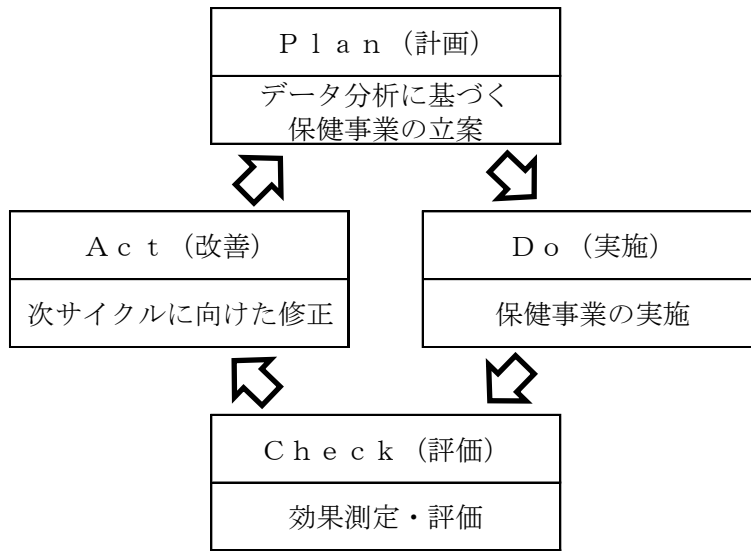 Ｐｌａｎ（計画）
データ分析に基づく
保健事業の立案
Ａｃｔ（改善）
次サイクルに向けた修正
Ｄｏ（実施）
保健事業の実施
Ｃｈｅｃｋ（評価）
効果測定・評価